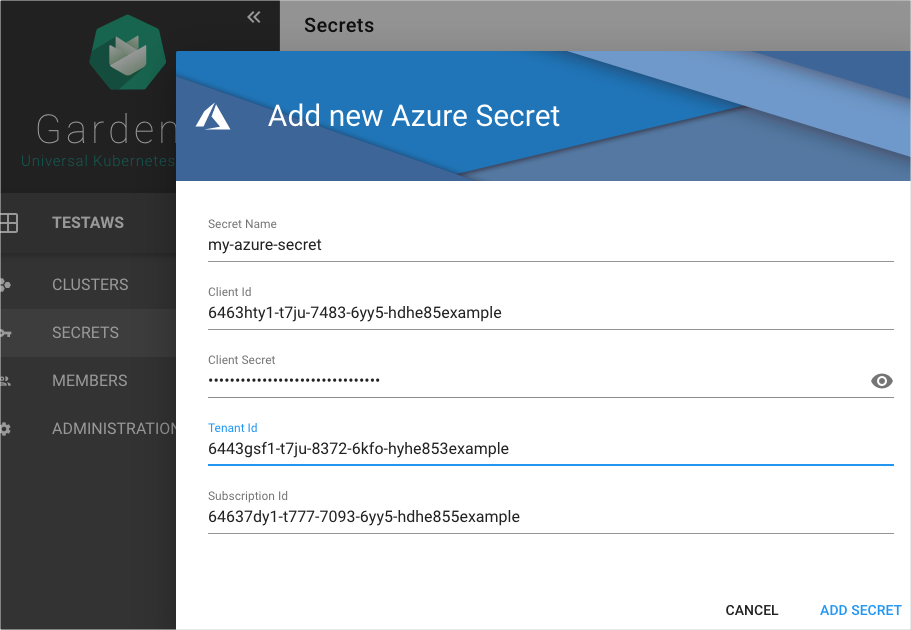 Secrets
Garden
Universal Kubernetes
TESTAWS
CLUSTERS
SECRETS
MEMBERS
ADMINISTRATION
Add new Azure Secret
Secret Name
my-azure-secret
Client Id
6463hty1-t7ju-7483-6yy5-hdhe85example
Client Secret
••••••••••••••••••••••••••••••••
Tenant Id
6443gsf1-t7ju-8372-6kfo-hyhe853example
Subscription Id
64637dy1-t777-7093-6yy5-hdhe855example
CANCEL
ADD SECRET